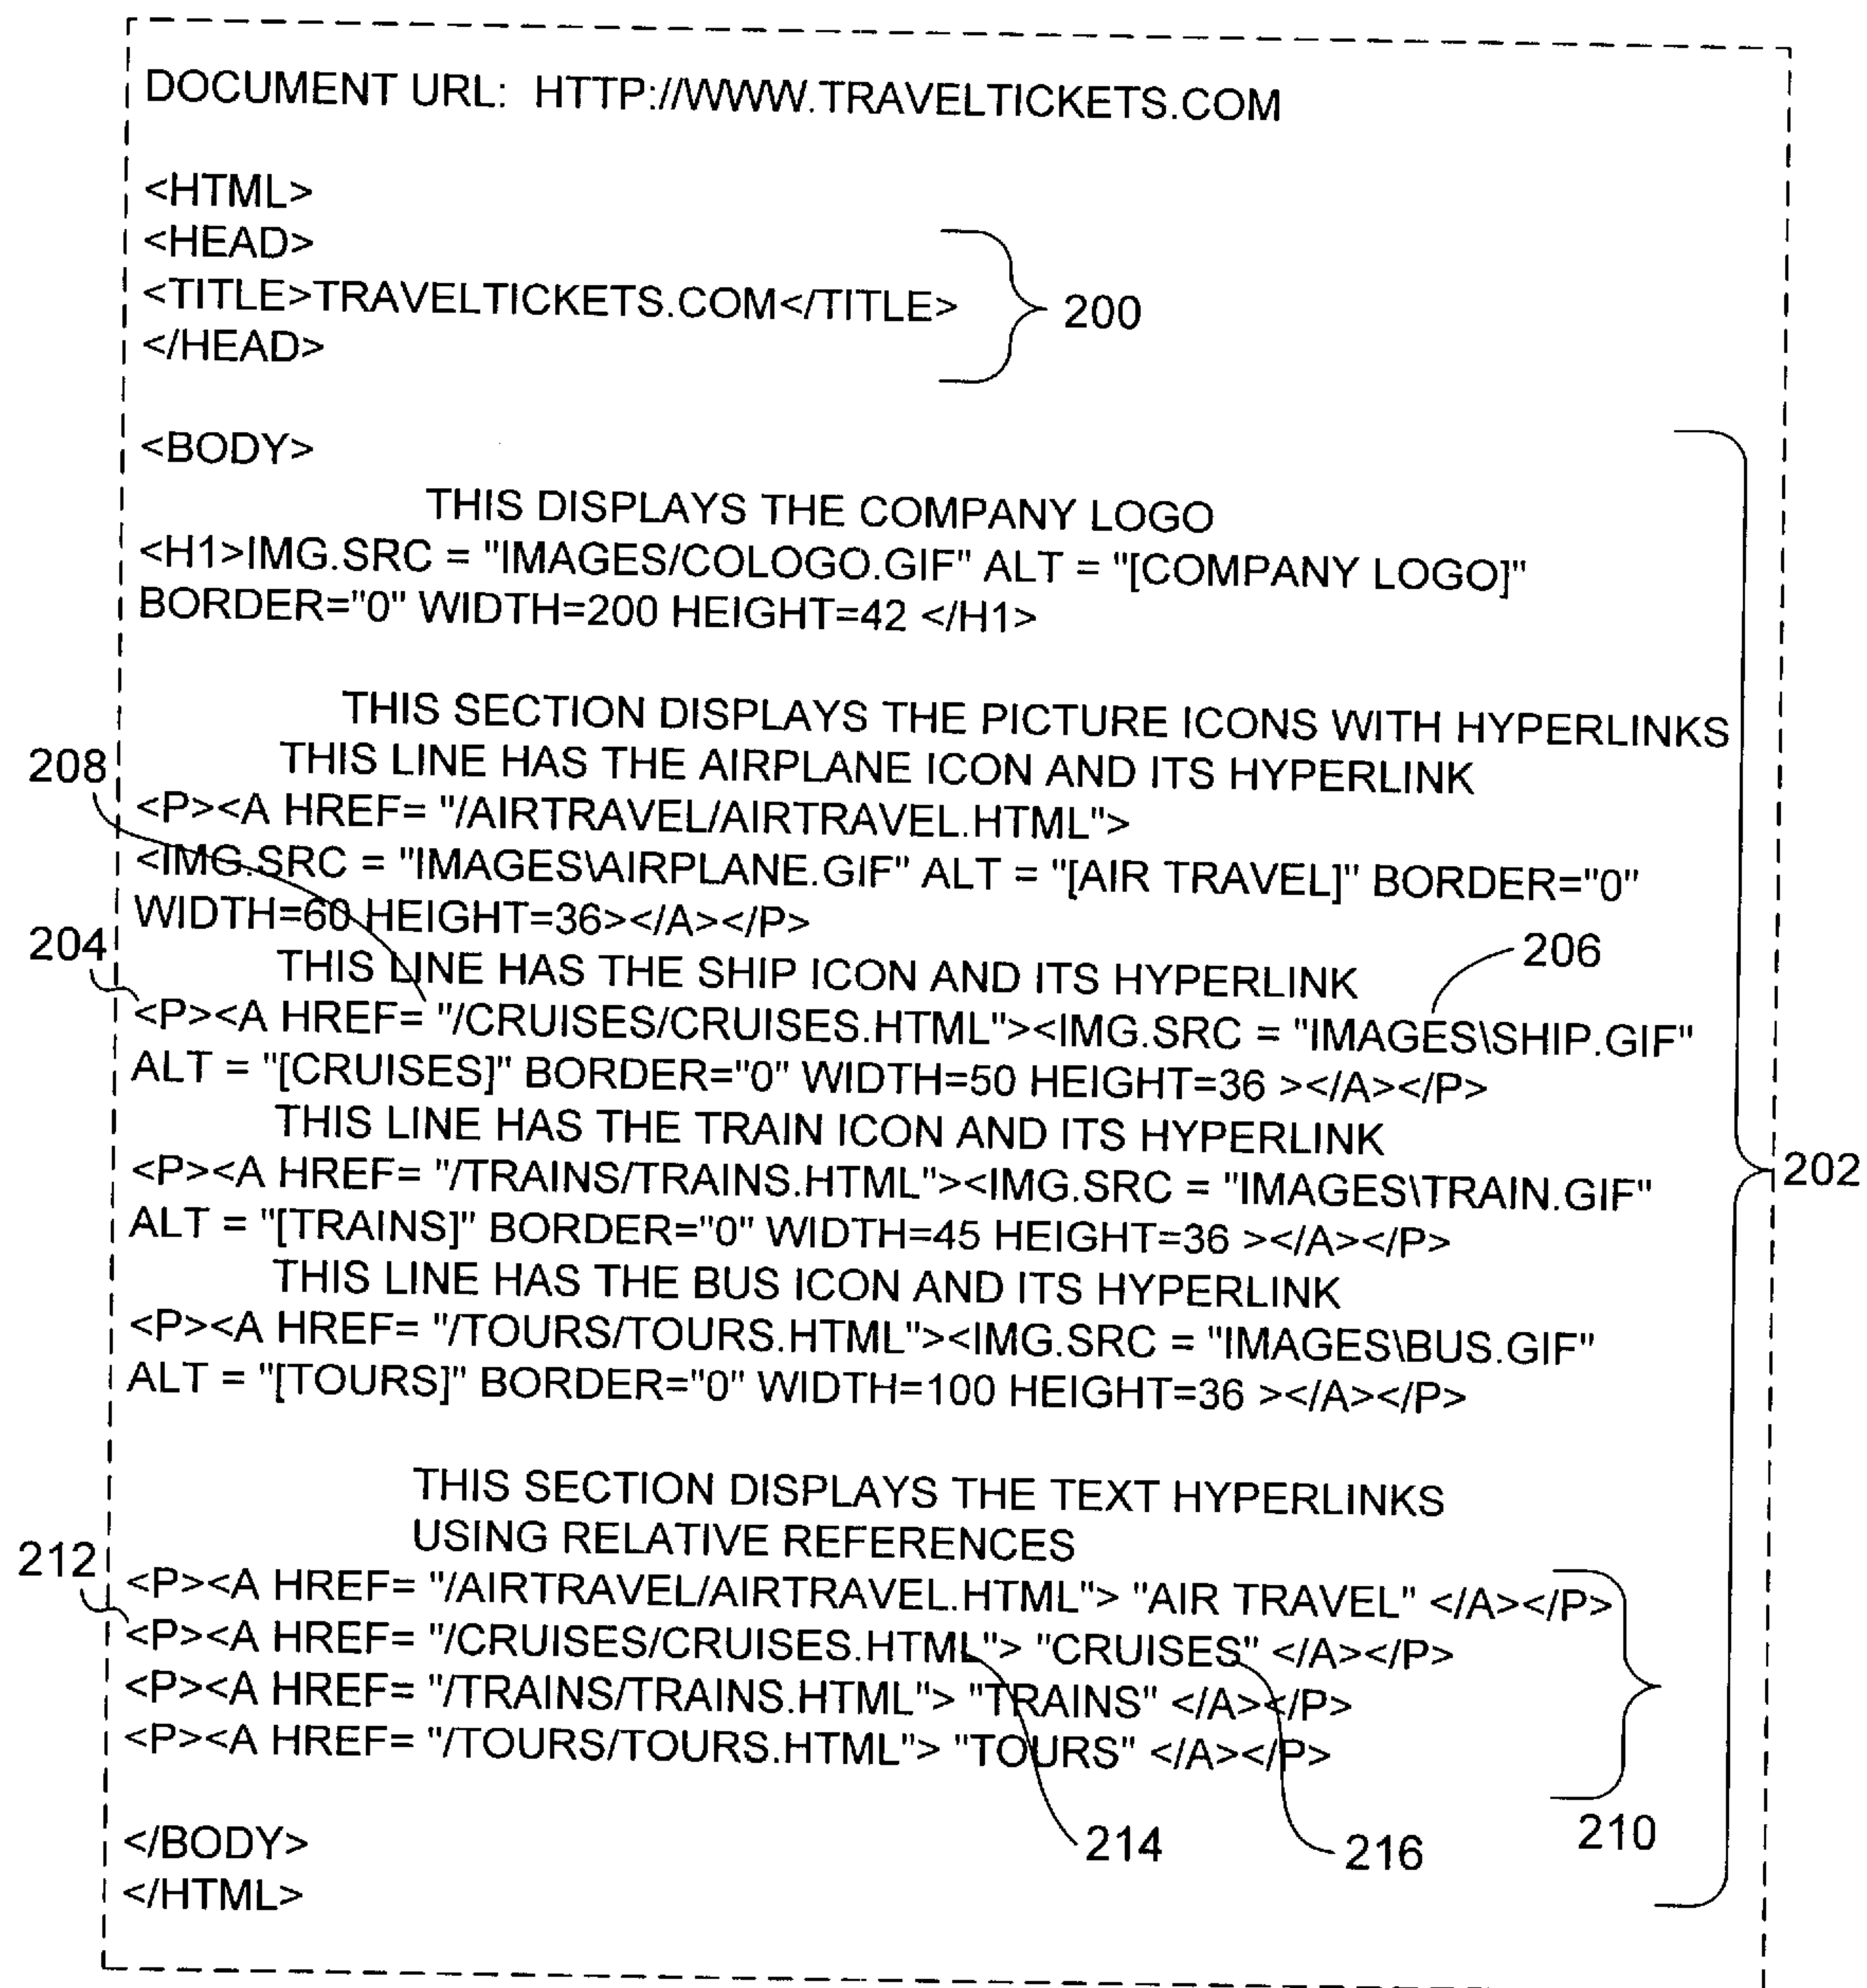 DOCUMENT URL: HTTP://WWW.TRAVELTICKETS.COM
<HTML>
<HEAD>
<TITLE>TRAVELTICKETS.COM</TITLE>
200
</HEAD>
<BODY>
THIS DISPLAYS THE COMPANY LOGO
<H1>IMG.SRC = "IMAGES/COLOGO.GIF" ALT = "[COMPANY LOGO]"
BORDER="0" WIDTH=200 HEIGHT=42 </H1>
THIS SECTION DISPLAYS THE PICTURE ICONS WITH HYPERLINKS
208
THIS LINE HAS THE AIRPLANE ICON AND ITS HYPERLINK
<P><A HREF= "/AIRTRAVEL/AIRTRAVEL.HTML">
<IMG.SRC = "IMAGES\AIRPLANE.GIF" ALT = "[AIR TRAVEL]" BORDER="0"
WIDTH=60 HEIGHT=36></A></P>
204
206
THIS LINE HAS THE SHIP ICON AND ITS HYPERLINK
<P><A HREF= "/CRUISES/CRUISES.HTML"><IMG.SRC = "IMAGES\SHIP.GIF"
ALT = "[CRUISES]" BORDER="0" WIDTH=50 HEIGHT=36 ></A></P>
THIS LINE HAS THE TRAIN ICON AND ITS HYPERLINK
<P><A HREF= "/TRAINS/TRAINS.HTML"><IMG.SRC = "IMAGES\TRAIN.GIF"
202
ALT = "[TRAINS]" BORDER="0" WIDTH=45 HEIGHT=36 ></A></P>
THIS LINE HAS THE BUS ICON AND ITS HYPERLINK
<P><A HREF= "/TOURS/TOURS.HTML"><IMG.SRC = "IMAGES\BUS.GIF"
ALT = "[TOURS]" BORDER="0" WIDTH=100 HEIGHT=36 ></A></P>
THIS SECTION DISPLAYS THE TEXT HYPERLINKS
USING RELATIVE REFERENCES
212
<P><A HREF= "/AIRTRAVEL/AIRTRAVEL.HTML"> "AIR TRAVEL" </A></P>
<P><A HREF= "/CRUISES/CRUISES.HTML"> "CRUISES" </A></P>
<P><A HREF= "/TRAINS/TRAINS.HTML"> "TRAINS" </A></P>
<P><A HREF= "/TOURS/TOURS.HTML"> "TOURS" </A></P>
</BODY>
214
216
210
</HTML>